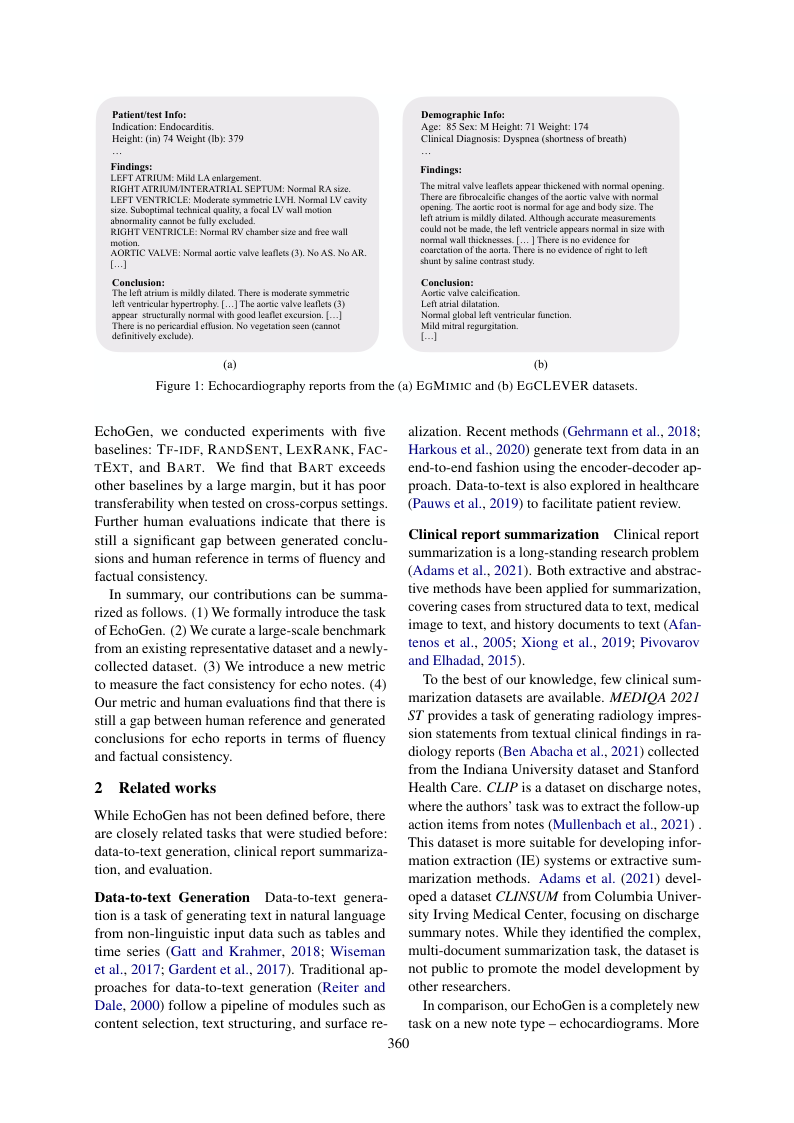 Patient/test Info:
Indication: Endocarditis.
Height: (in) 74 Weight (lb): 379
…
Findings:
LEFT ATRIUM: Mild LA enlargement.
RIGHT ATRIUM/INTERATRIAL SEPTUM: Normal RA size.
LEFT VENTRICLE: Moderate symmetric LVH. Normal LV cavity
size. Suboptimal technical quality, a focal LV wall motion
abnormality cannot be fully excluded.
RIGHT VENTRICLE: Normal RV chamber size and free wall
motion.
AORTIC VALVE: Normal aortic valve leaflets (3). No AS. No AR.
[…]
Conclusion:
The left atrium is mildly dilated. There is moderate symmetric
left ventricular hypertrophy. […] The aortic valve leaflets (3)
appear structurally normal with good leaflet excursion. […]
There is no pericardial effusion. No vegetation seen (cannot
definitively exclude).
(a)
Demographic Info:
Age: 85 Sex: M Height: 71 Weight: 174
Clinical Diagnosis: Dyspnea (shortness of breath)
…
Findings:
The mitral valve leaflets appear thickened with normal opening.
There are fibrocalcific changes of the aortic valve with normal
opening. The aortic root is normal for age and body size. The
left atrium is mildly dilated. Although accurate measurements
could not be made, the left ventricle appears normal in size with
normal wall thicknesses. [… ] There is no evidence for
coarctation of the aorta. There is no evidence of right to left
shunt by saline contrast study.
Conclusion:
Aortic valve calcification.
Left atrial dilatation.
Normal global left ventricular function.
Mild mitral regurgitation.
[…]
(b)
Figure 1: Echocardiography reports from the (a) EGMIMIC and (b) EGCLEVER datasets.
EchoGen, we conducted experiments with five
baselines: TF-IDF, RANDSENT, LEXRANK, FAC-
TEXT, and BART. We find that BART exceeds
other baselines by a large margin, but it has poor
transferability when tested on cross-corpus settings.
Further human evaluations indicate that there is
still a significant gap between generated conclu-
sions and human reference in terms of fluency and
factual consistency.
In summary, our contributions can be summa-
rized as follows. (1) We formally introduce the task
of EchoGen. (2) We curate a large-scale benchmark
from an existing representative dataset and a newly-
collected dataset. (3) We introduce a new metric
to measure the fact consistency for echo notes. (4)
Our metric and human evaluations find that there is
still a gap between human reference and generated
conclusions for echo reports in terms of fluency
and factual consistency.
2 Related works
While EchoGen has not been defined before, there
are closely related tasks that were studied before:
data-to-text generation, clinical report summariza-
tion, and evaluation.
Data-to-text Generation Data-to-text genera-
tion is a task of generating text in natural language
from non-linguistic input data such as tables and
time series (Gatt and Krahmer, 2018; Wiseman
et al., 2017; Gardent et al., 2017). Traditional ap-
proaches for data-to-text generation (Reiter and
Dale, 2000) follow a pipeline of modules such as
content selection, text structuring, and surface re-
alization. Recent methods (Gehrmann et al., 2018;
Harkous et al., 2020) generate text from data in an
end-to-end fashion using the encoder-decoder ap-
proach. Data-to-text is also explored in healthcare
(Pauws et al., 2019) to facilitate patient review.
Clinical report summarization Clinical report
summarization is a long-standing research problem
(Adams et al., 2021). Both extractive and abstrac-
tive methods have been applied for summarization,
covering cases from structured data to text, medical
image to text, and history documents to text (Afan-
tenos et al., 2005; Xiong et al., 2019; Pivovarov
and Elhadad, 2015).
To the best of our knowledge, few clinical sum-
marization datasets are available. MEDIQA 2021
ST provides a task of generating radiology impres-
sion statements from textual clinical findings in ra-
diology reports (Ben Abacha et al., 2021) collected
from the Indiana University dataset and Stanford
Health Care. CLIP is a dataset on discharge notes,
where the authors' task was to extract the follow-up
action items from notes (Mullenbach et al., 2021) .
This dataset is more suitable for developing infor-
mation extraction (IE) systems or extractive sum-
marization methods. Adams et al. (2021) devel-
oped a dataset CLINSUM from Columbia Univer-
sity Irving Medical Center, focusing on discharge
summary notes. While they identified the complex,
multi-document summarization task, the dataset is
not public to promote the model development by
other researchers.
In comparison, our EchoGen is a completely new
task on a new note type – echocardiograms. More
360